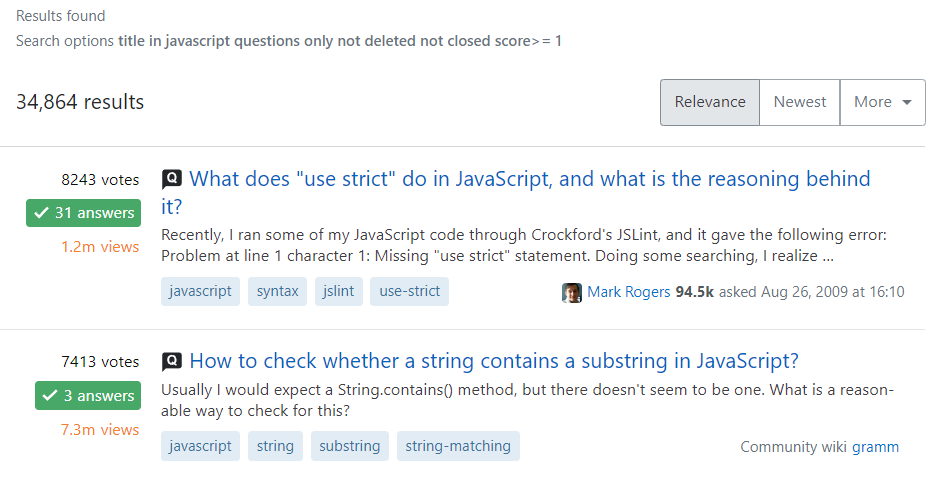 Results found
Search options title in javascript questions only not deleted not closed score>= 1
34,864 results
Relevance Newest More
8243 votes
31 answers
1.2m views
Q What does "use strict" do in JavaScript, and what is the reasoning behind
it?
Recently, I ran some of my JavaScript code through Crockford's JSLint, and it gave the following error:
Problem at line 1 character 1: Missing "use strict" statement. Doing some searching, I realize ...
javascript syntax jslint use-strict
Mark Rogers 94.5k asked Aug 26, 2009 at 16:10
7413 votes
3 answers
7.3m views
Q How to check whether a string contains a substring in JavaScript?
Usually I would expect a String.contains() method, but there doesn't seem to be one. What is a reason-
able way to check for this?
javascript string substring string-matching
Community wiki gramm